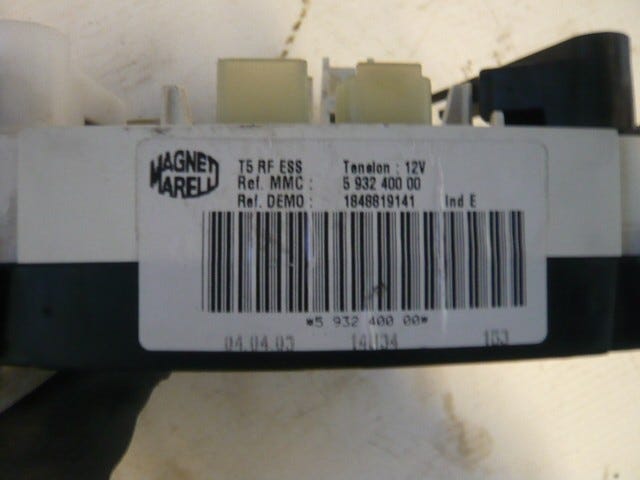 MAGNETI MARELLI
T5 RF ESS Tension : 12V
Ref. MMC : 5 932 400 00
Ref. DEMO : 1848819141 Ind E
*5 932 400 00*
04.04.03 14034 153